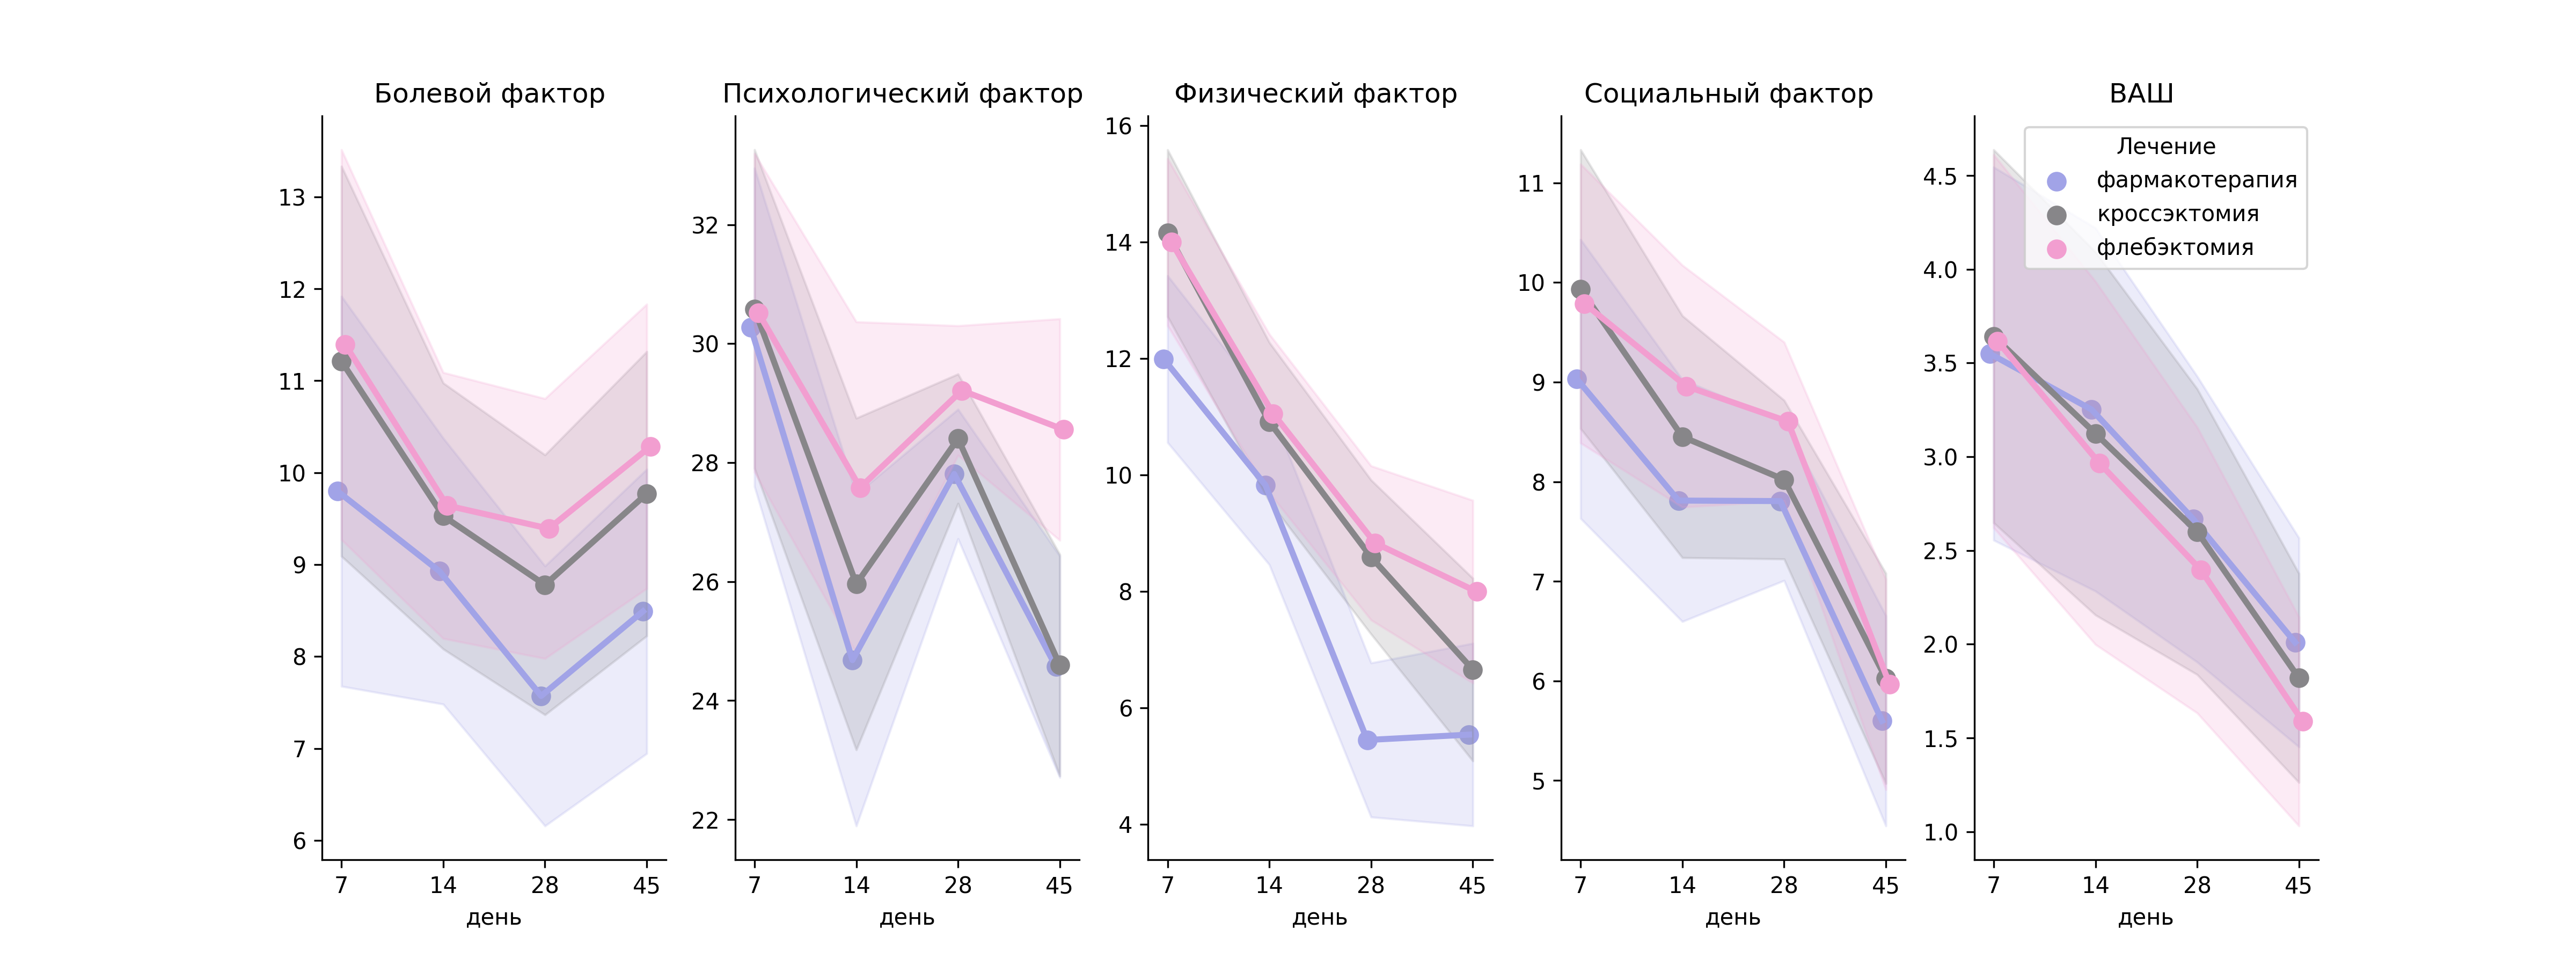 Болевой фактор
13
12
11
10
9
8
7
6
7 14 28 45
день
Психологический фактор
32
30
28
26
24
22
7 14 28 45
день
Физический фактор
16
14
12
10
8
6
4
7 14 28 45
день
Социальный фактор
11
10
9
8
7
6
5
7 14 28 45
день
ВАШ
4.5
4.0
3.5
3.0
2.5
2.0
1.5
1.0
7 14 28 45
день
Лечение
фармакотерапия
кроссэктомия
флебэктомия